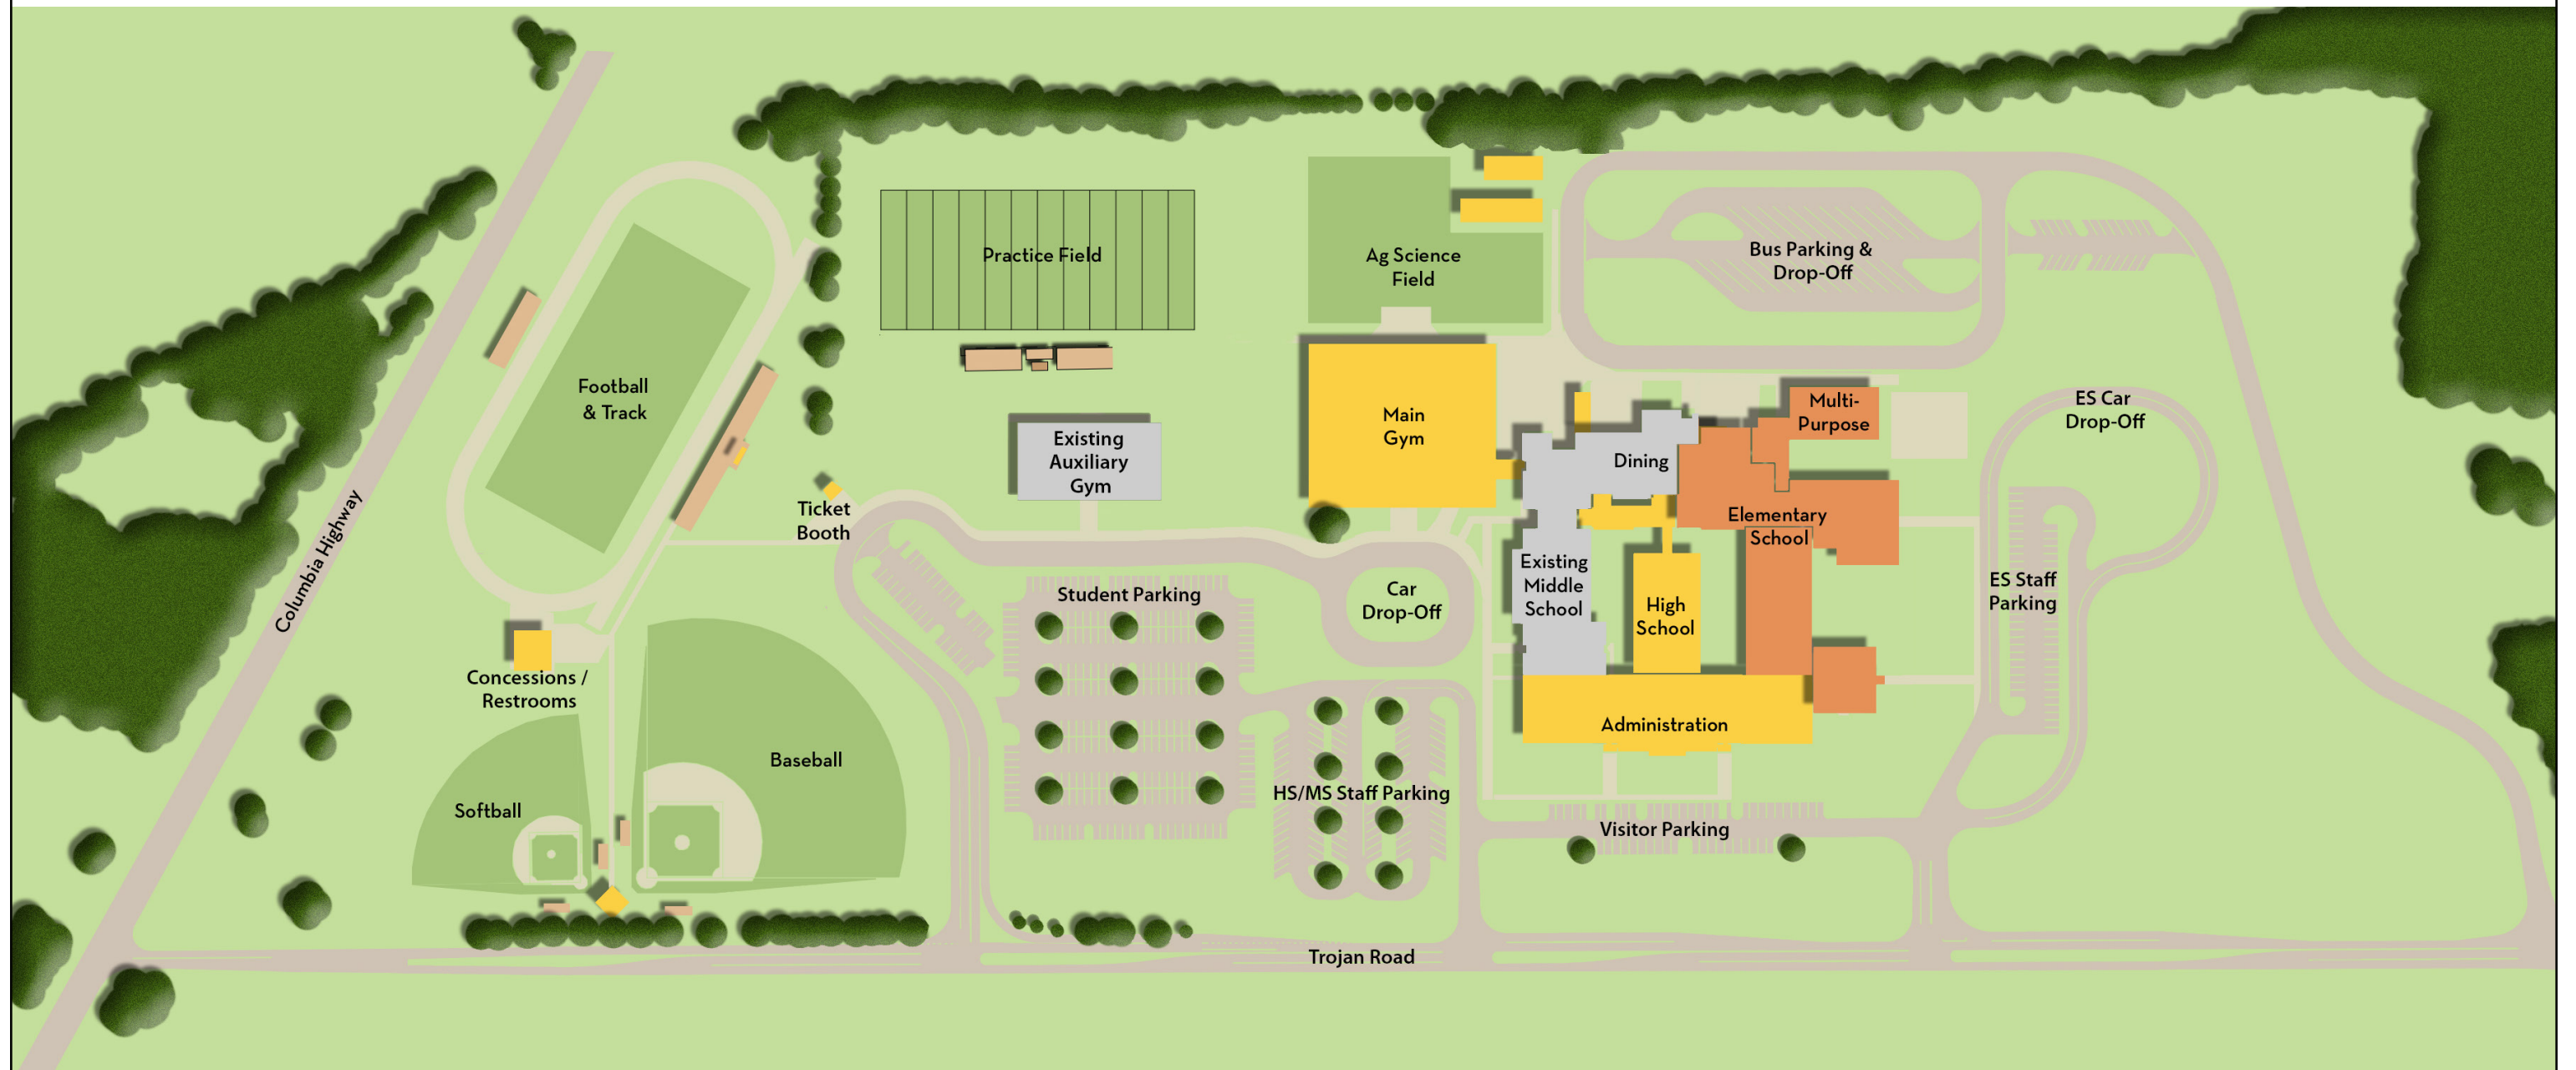 Practice Field
Ag Science
Field
Bus Parking &
Drop-Off
Football
& Track
Main
Gym
Multi-
Purpose
ES Car
Drop-Off
Existing
Auxiliary
Gym
Dining
Ticket
Booth
Elementary
School
Columbia Highway
Existing
Middle
School
High
School
ES Staff
Parking
Student Parking
Car
Drop-Off
Concessions /
Restrooms
Administration
Baseball
Softball
HS/MS Staff Parking
Visitor Parking
Trojan Road